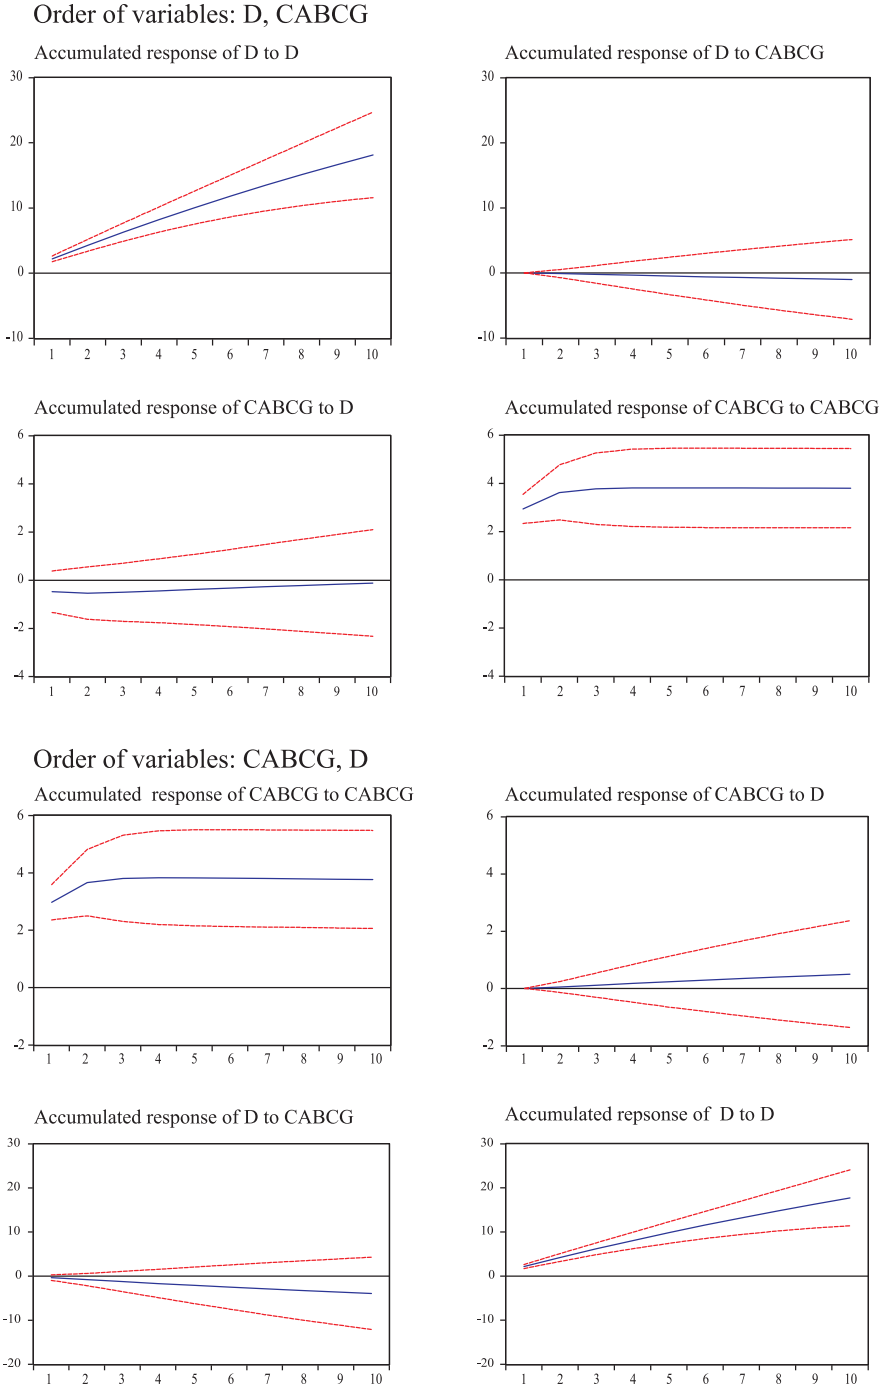 Order of variables: D, CABCG
Accumulated response of D to D
30
20
10
0
-10
1 2 3 4 5 6 7 8 9 10
Accumulated response of D to CABCG
30
20
10
0
-10
1 2 3 4 5 6 7 8 9 10
Accumulated response of CABCG to D
6
4
2
0
-2
-4
1 2 3 4 5 6 7 8 9 10
Accumulated response of CABCG to CABCG
6
4
2
0
-2
-4
1 2 3 4 5 6 7 8 9 10
Order of variables: CABCG, D
Accumulated response of CABCG to CABCG
6
4
2
0
-2
1 2 3 4 5 6 7 8 9 10
Accumulated response of CABCG to D
6
4
2
0
-2
1 2 3 4 5 6 7 8 9 10
Accumulated response of D to CABCG
30
20
10
0
-10
-20
1 2 3 4 5 6 7 8 9 10
Accumulated repsonse of D to D
30
20
10
0
-10
-20
1 2 3 4 5 6 7 8 9 10